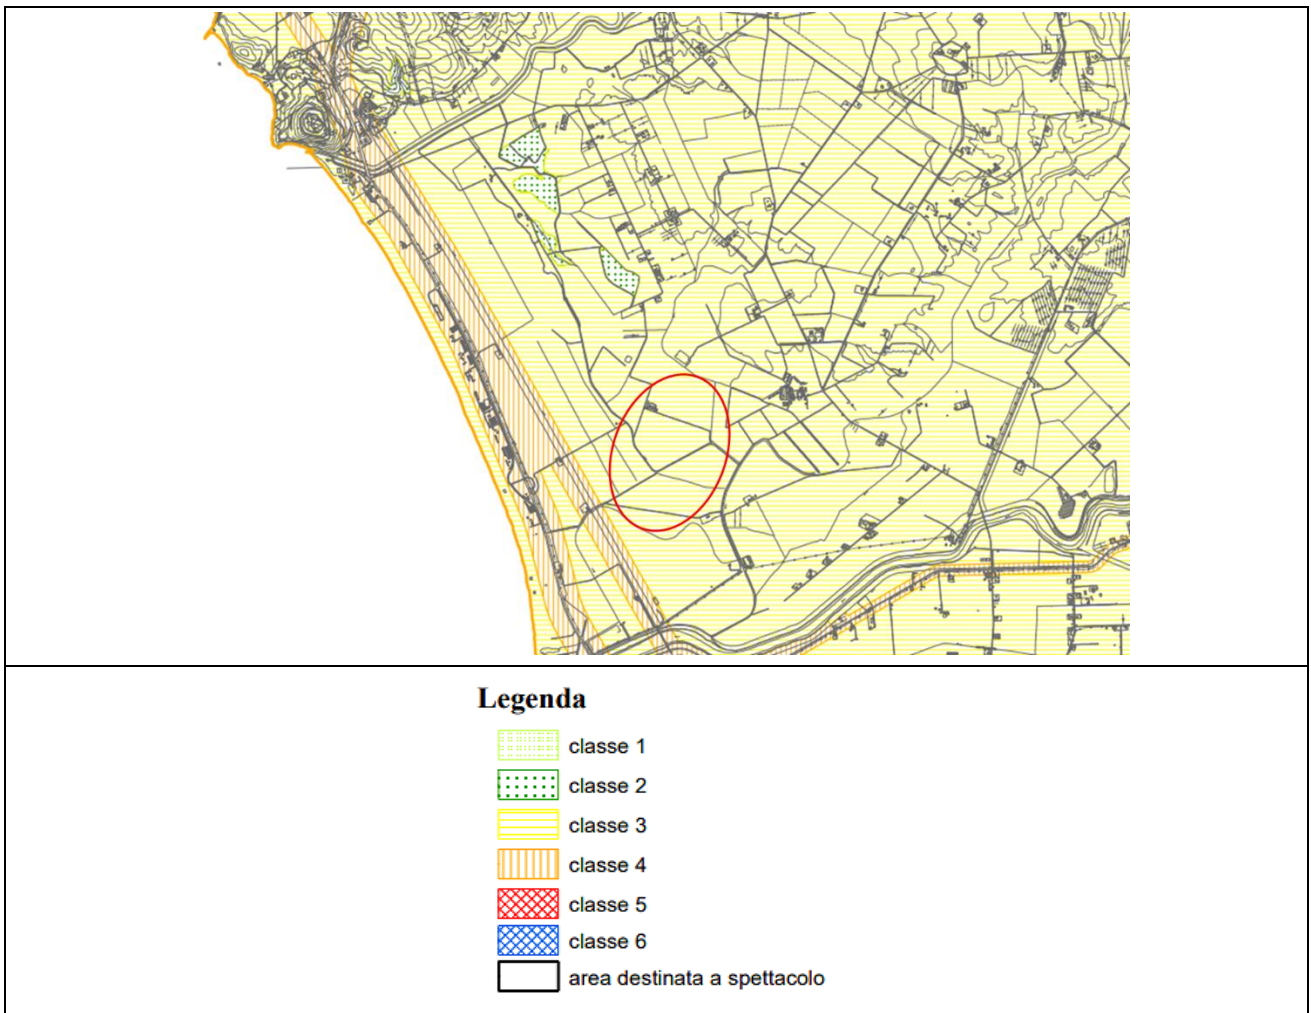 Legenda
classe 1
classe 2
classe 3
classe 4
classe 5
classe 6
area destinata a spettacolo